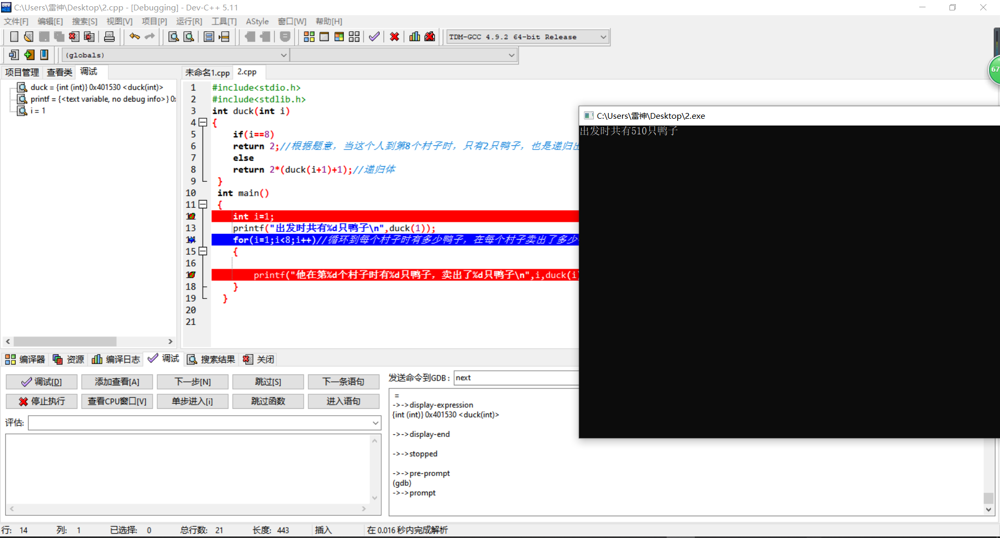 C:\Users\雷神\Desktop\2.cpp - [Debugging] - Dev-C++ 5.11
文件[F] 编辑[E] 搜索[S] 视图[V] 项目[P] 运行[R] 工具[T] AStyle 窗口[W] 帮助[H]
TDM-GCC 4.9.2 64-bit Release
(globals)
67
项目管理 查看类 调试
未命名1.cpp 2.cpp
duck = {int (int)} 0x401530 <duck(int)>
printf = {<text variable, no debug info>} 0x
i = 1
1 #include<stdio.h>
2 #include<stdlib.h>
3 int duck(int i)
4 {
5 if(i==8)
6 return 2;//根据题意，当这个人到第8个村子时，只有2只鸭子，也是递归出
7 else
8 return 2*(duck(i+1)+1);//递归体
9 }
10 int main()
11 {
12 int i=1;
13 printf("出发时共有%d只鸭子\n",duck(1));
14 for(i=1;i<8;i++)//循环到每个村子时有多少鸭子，在每个村子卖出了多少
15 {
16
17 printf("他在第%d个村子时有%d只鸭子，卖出了%d只鸭子\n",i,duck(i)
18 }
19 }
20
21
C:\Users\雷神\Desktop\2.exe
出发时共有510只鸭子
编译器 资源 编译日志 调试 搜索结果 关闭
调试[D] 添加查看[A] 下一步[N] 跳过[S] 下一条语句
停止执行 查看CPU窗口[V] 单步进入[i] 跳过函数 进入语句
评估:
发送命令到GDB: next
=
->->display-expression
{int (int)} 0x401530 <duck(int)>
->->display-end
->->stopped
->->pre-prompt
(gdb)
->->prompt
行: 14 列: 1 已选择: 0 总行数: 21 长度: 443 插入 在 0.016 秒内完成解析